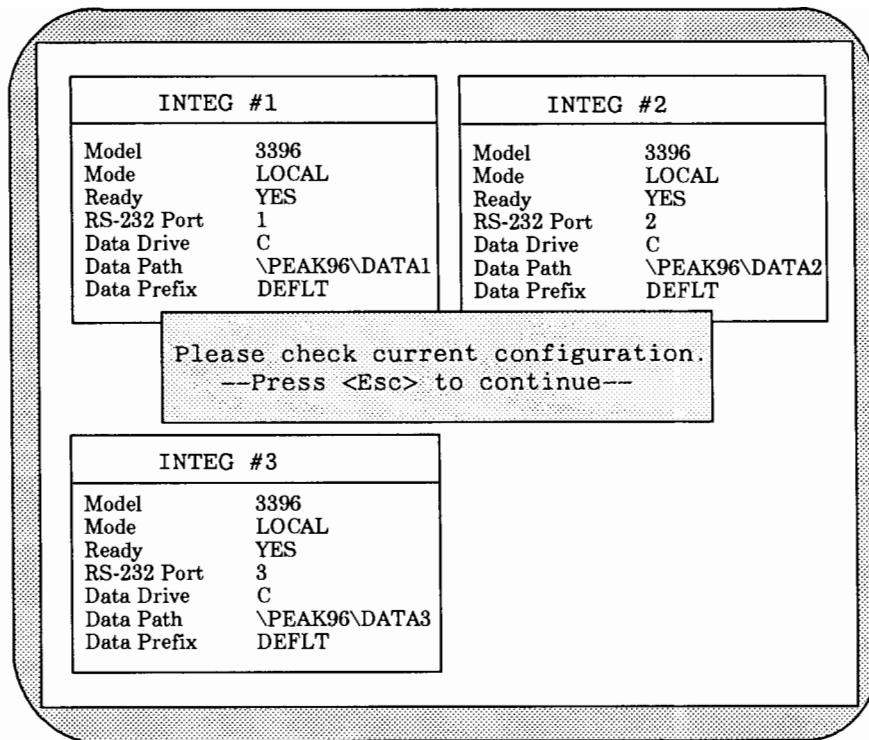 INTEG #1
Model 3396
Mode LOCAL
Ready YES
RS-232 Port 1
Data Drive C
Data Path \PEAK96\DATA1
Data Prefix DEFLT
INTEG #2
Model 3396
Mode LOCAL
Ready YES
RS-232 Port 2
Data Drive C
Data Path \PEAK96\DATA2
Data Prefix DEFLT
Please check current configuration.
--Press <Esc> to continue--
INTEG #3
Model 3396
Mode LOCAL
Ready YES
RS-232 Port 3
Data Drive C
Data Path \PEAK96\DATA3
Data Prefix DEFLT